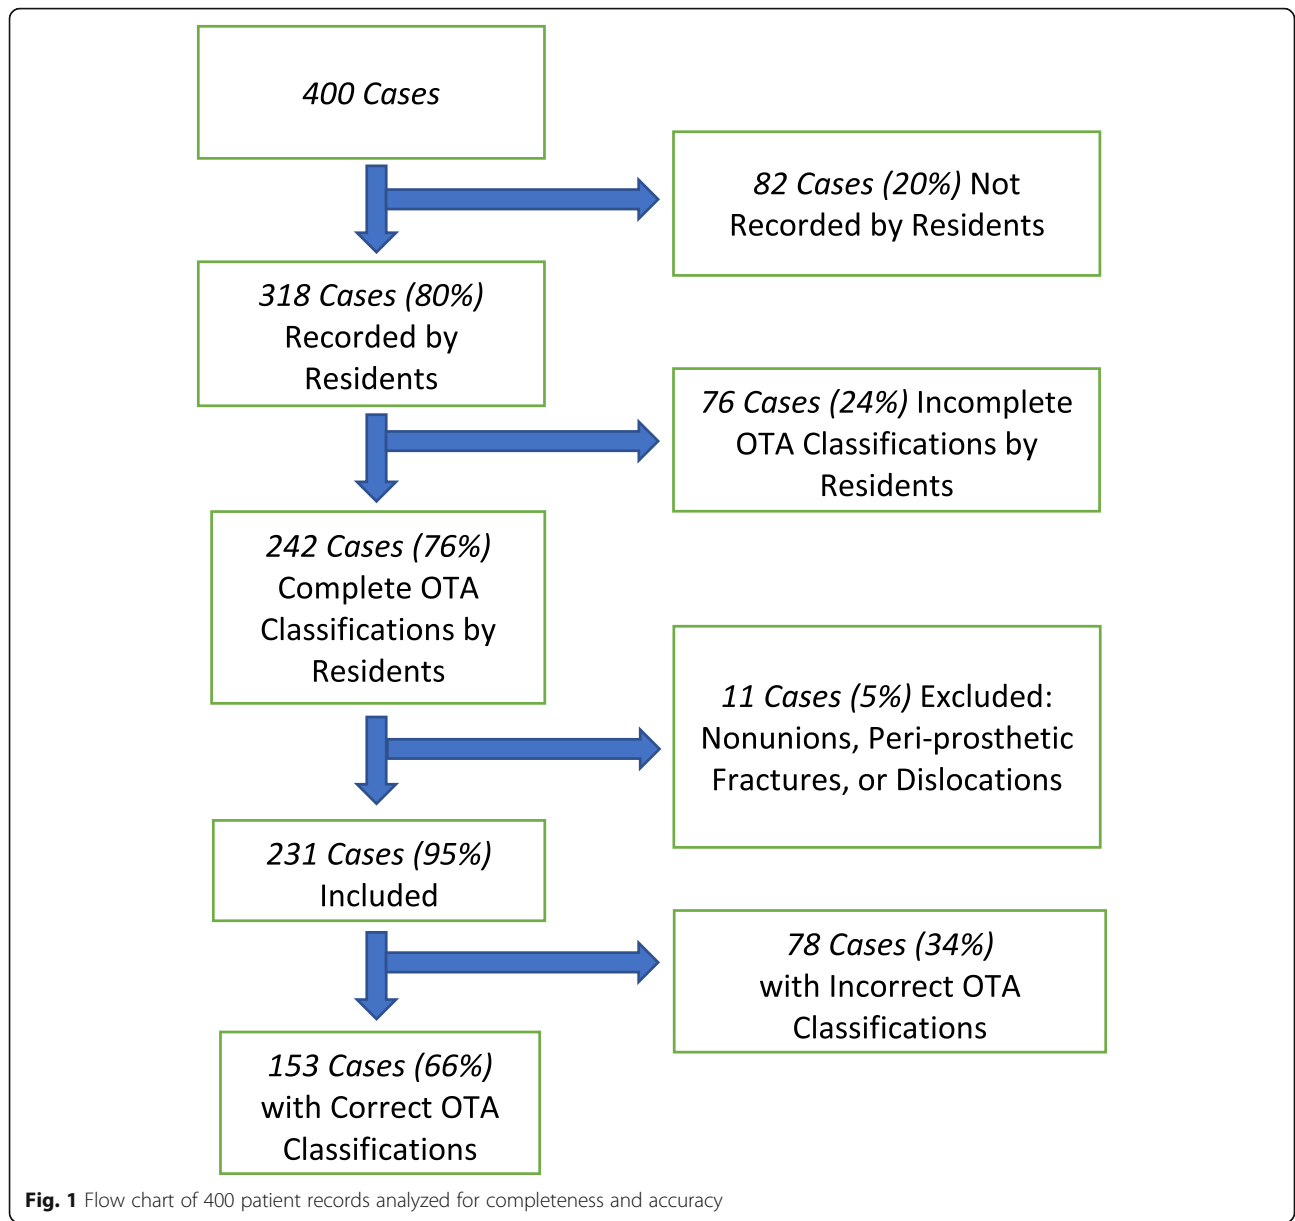 400 Cases
82 Cases (20%) Not
Recorded by Residents
318 Cases (80%)
Recorded by
Residents
76 Cases (24%) Incomplete
OTA Classifications by
Residents
242 Cases (76%)
Complete OTA
Classifications by
Residents
11 Cases (5%) Excluded:
Nonunions, Peri-prosthetic
Fractures, or Dislocations
231 Cases (95%)
Included
78 Cases (34%)
with Incorrect OTA
Classifications
153 Cases (66%)
with Correct OTA
Classifications
Fig. 1 Flow chart of 400 patient records analyzed for completeness and accuracy